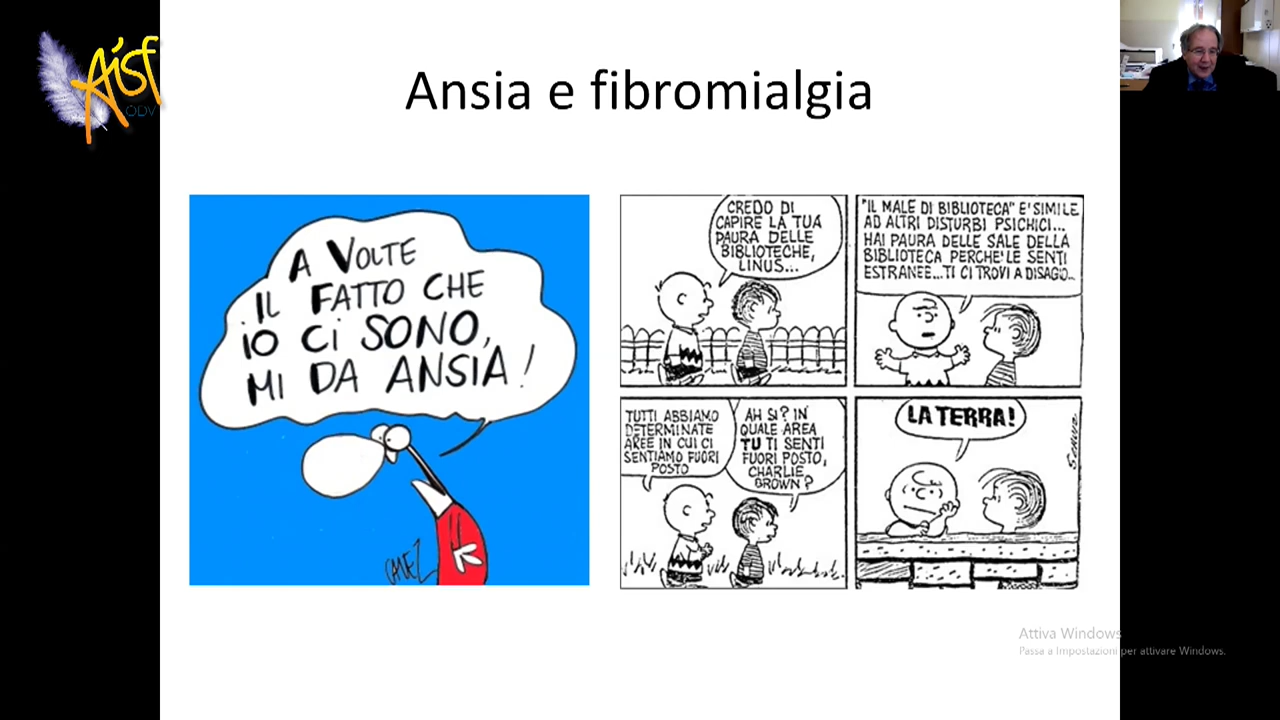 Aisf
ODV
Ansia e fibromialgia
A VOLTE
IL FATTO CHE
IO CI SONO,
MI DA ANSIA!
CAVEZ
CREDO DI
CAPIRE LA TUA
PAURA DELLE
BIBLIOTECHE,
LINUS...
"IL MALE DI BIBLIOTECA" E' SIMILE
AD ALTRI DISTURBI PSICHICI...
HAI PAURA DELLE SALE DELLA
BIBLIOTECA PERCHE' LE SENTI
ESTRANEE...TI CI TROVI A DISAGIO...
TUTTI ABBIAMO
DETERMINATE
AREE IN CUI CI
SENTIAMO FUORI
POSTO
AH SI? IN
QUALE AREA
TU TI SENTI
FUORI POSTO,
CHARLIE
BROWN?
LA TERRA!
Attiva Windows
Passa a Impostazioni per attivare Windows.